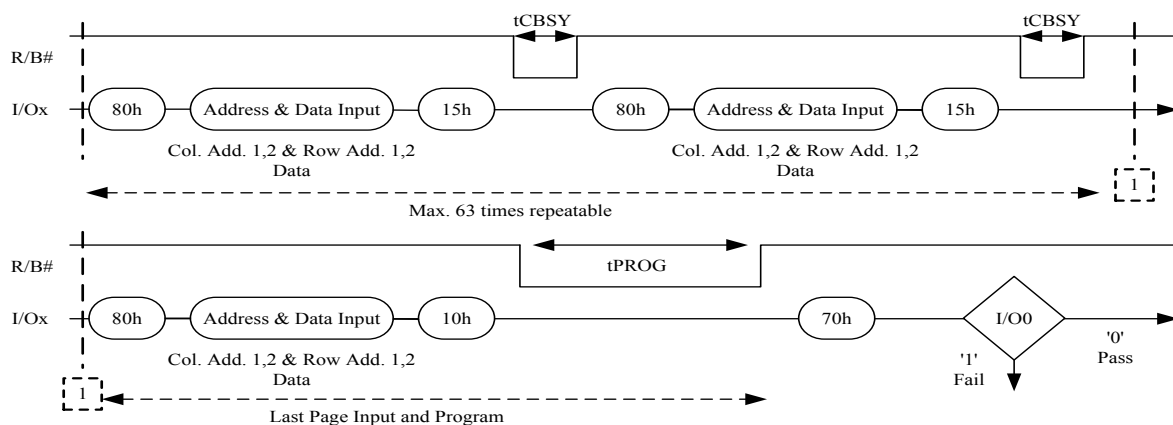 tCBSY tCBSY
R/B#
I/Ox 80h Address & Data Input 15h 80h Address & Data Input 15h
Col. Add. 1,2 & Row Add. 1,2 Col. Add. 1,2 & Row Add. 1,2
Data Data
1
Max. 63 times repeatable
tPROG
R/B#
I/Ox 80h Address & Data Input 10h 70h I/O0
'0'
Pass
'1'
Fail
Col. Add. 1,2 & Row Add. 1,2
Data
1
Last Page Input and Program